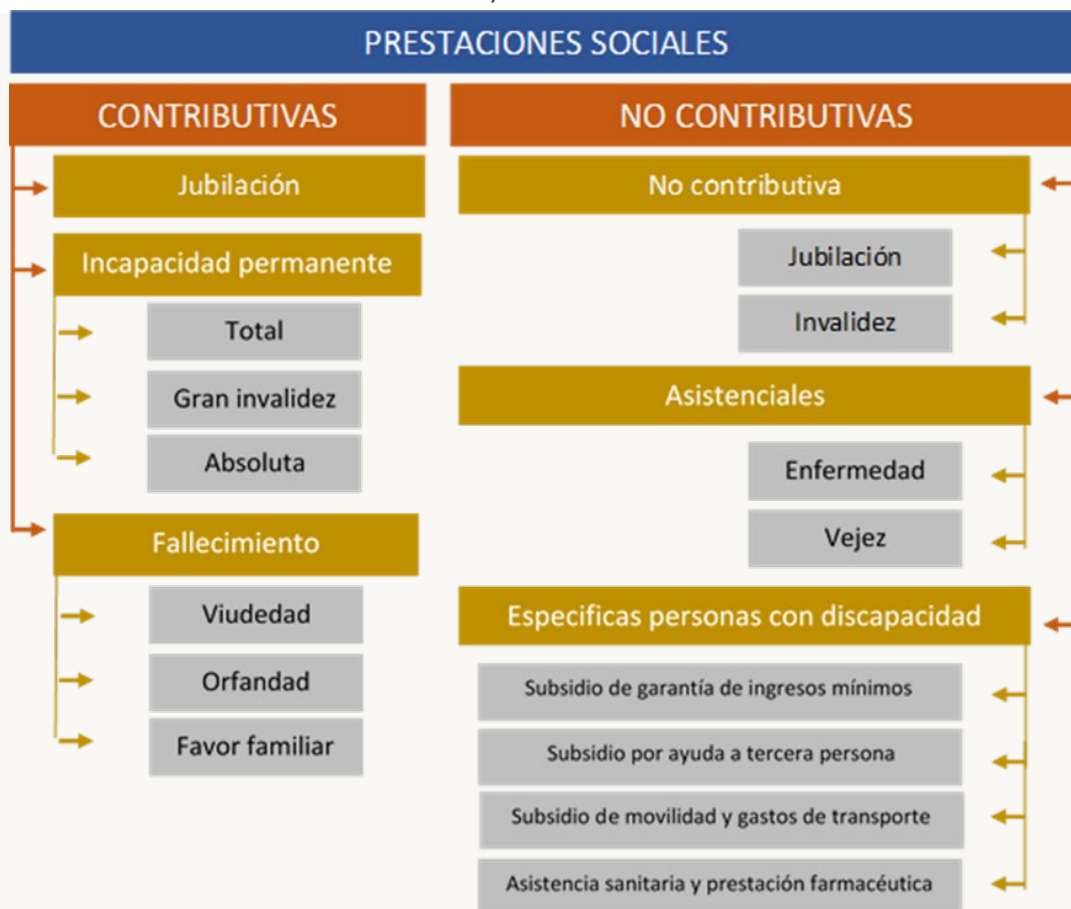 PRESTACIONES SOCIALES
CONTRIBUTIVAS
Jubilación
Incapacidad permanente
Total
Gran invalidez
Absoluta
Fallecimiento
Viudedad
Orfandad
Favor familiar
NO CONTRIBUTIVAS
No contributiva
Jubilación
Invalidez
Asistenciales
Enfermedad
Vejez
Especificas personas con discapacidad
Subsidio de garantía de ingresos mínimos
Subsidio por ayuda a tercera persona
Subsidio de movilidad y gastos de transporte
Asistencia sanitaria y prestación farmacéutica